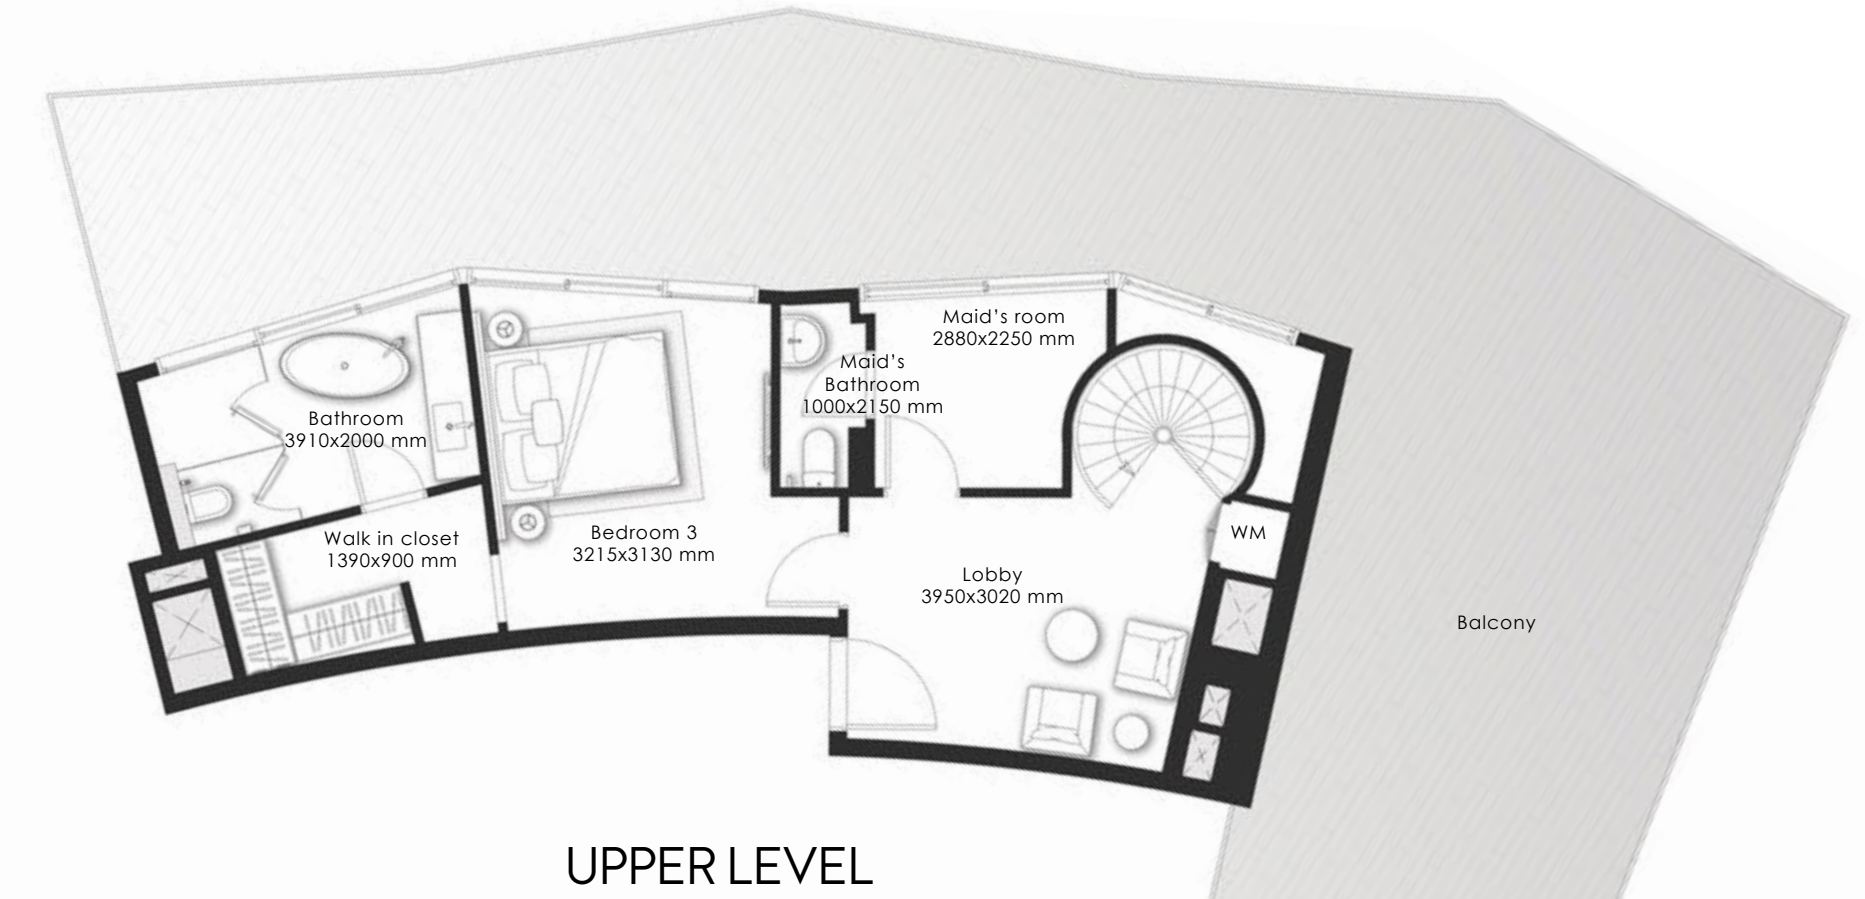 Maid’s room
2880x2250 mm
Maid’s
Bathroom
1000x2150 mm
Bathroom
3910x2000 mm
Walk in closet
1390x900 mm
Bedroom 3
3215x3130 mm
WM
Lobby
3950x3020 mm
Balcony
UPPER LEVEL